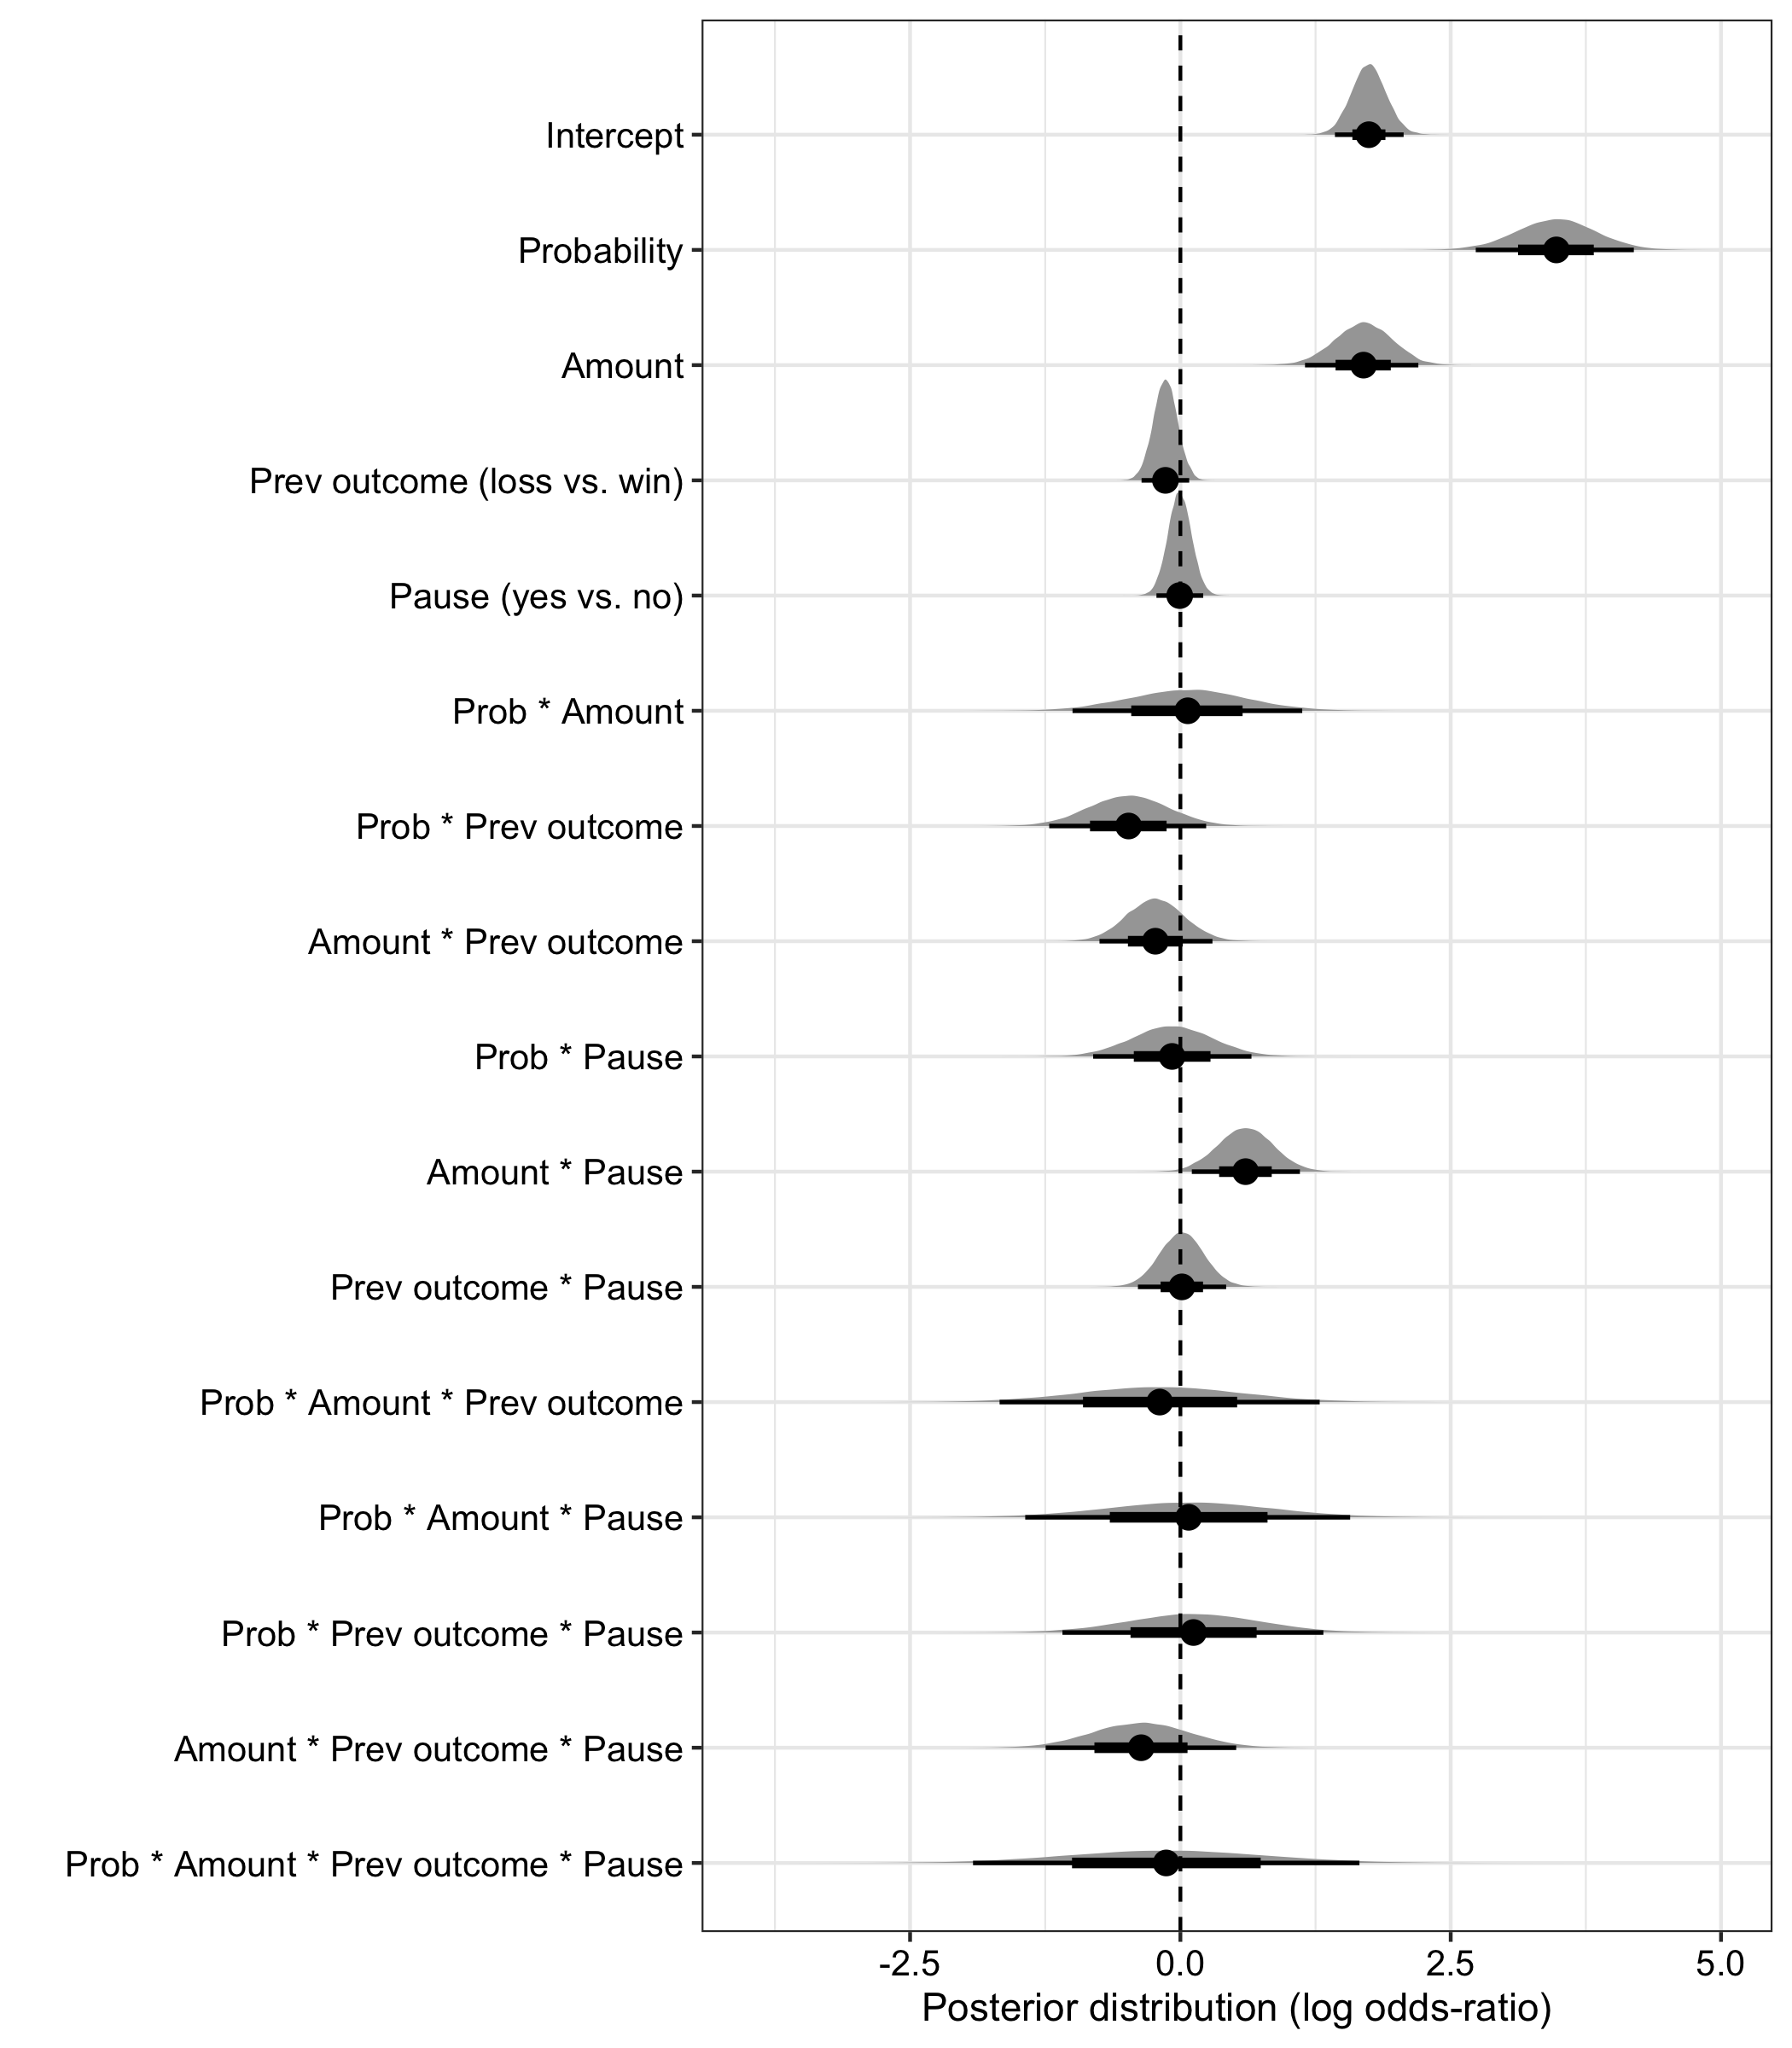 Intercept
Probability
Amount
Prev outcome (loss vs. win)
Pause (yes vs. no)
Prob * Amount
Prob * Prev outcome
Amount * Prev outcome
Prob * Pause
Amount * Pause
Prev outcome * Pause
Prob * Amount * Prev outcome
Prob * Amount * Pause
Prob * Prev outcome * Pause
Amount * Prev outcome * Pause
Prob * Amount * Prev outcome * Pause
-2.5 0.0 2.5 5.0
Posterior distribution (log odds-ratio)